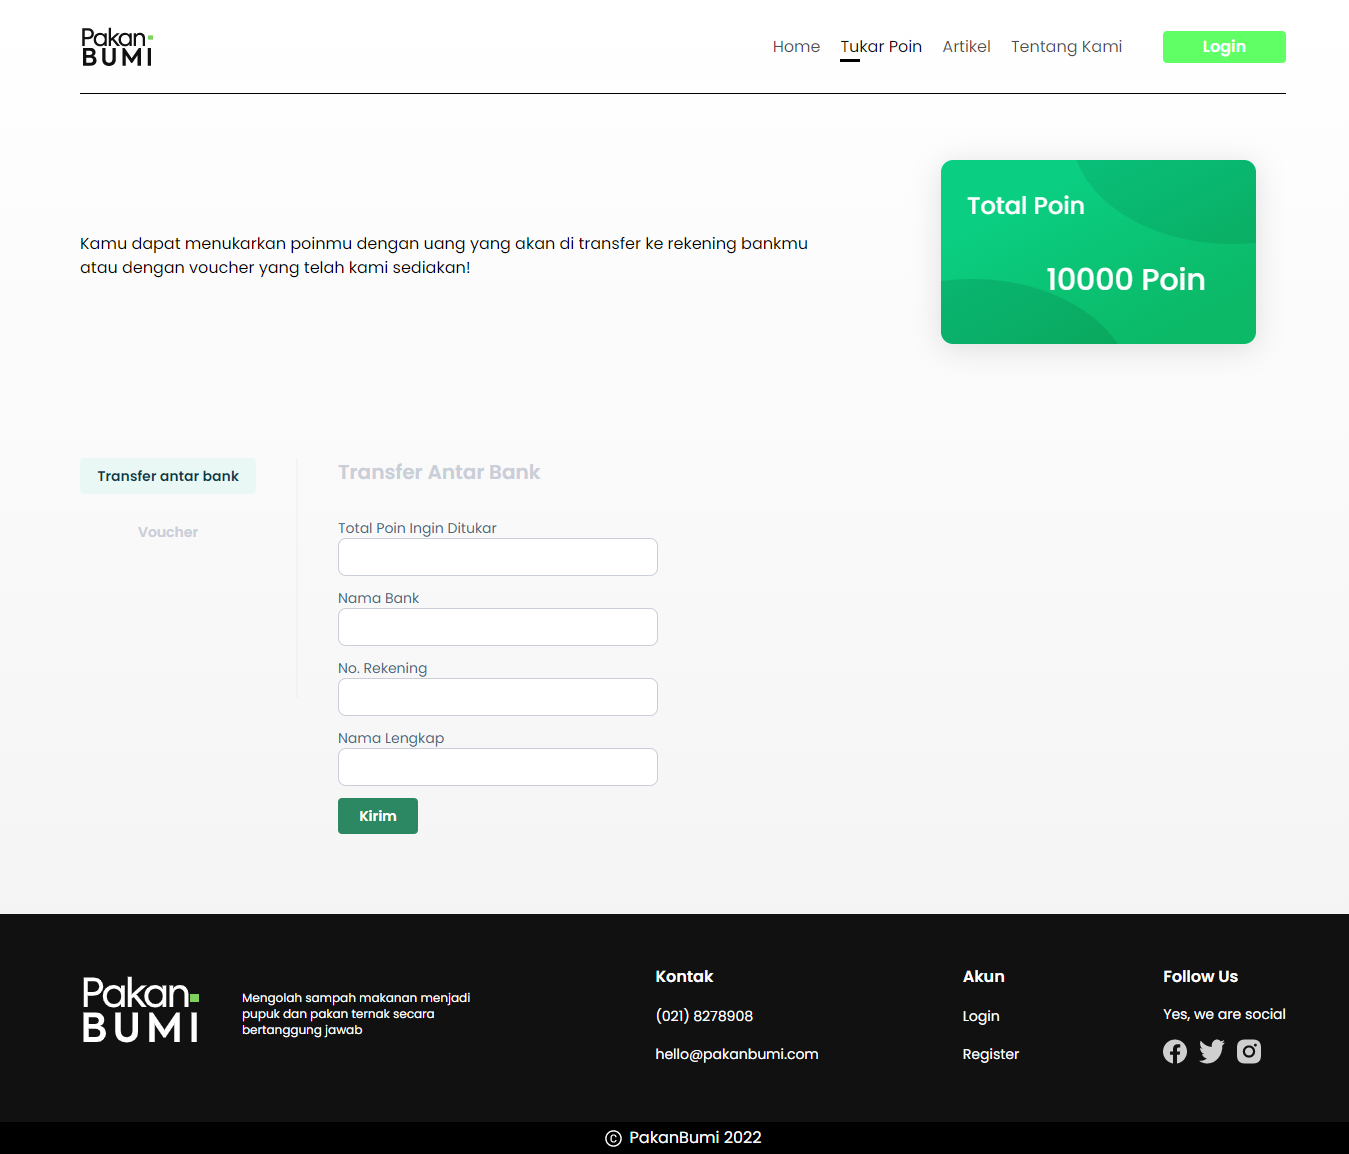 Pakan
BUMI
Home Tukar Poin Artikel Tentang Kami Login
Total Poin
10000 Poin
Kamu dapat menukarkan poinmu dengan uang yang akan di transfer ke rekening bankmu
atau dengan voucher yang telah kami sediakan!
Transfer antar bank
Voucher
Transfer Antar Bank
Total Poin Ingin Ditukar
Nama Bank
No. Rekening
Nama Lengkap
Kirim
Pakan
BUMI
Mengolah sampah makanan menjadi
pupuk dan pakan ternak secara
bertanggung jawab
Kontak
(021) 8278908
hello@pakanbumi.com
Akun
Login
Register
Follow Us
Yes, we are social
© PakanBumi 2022